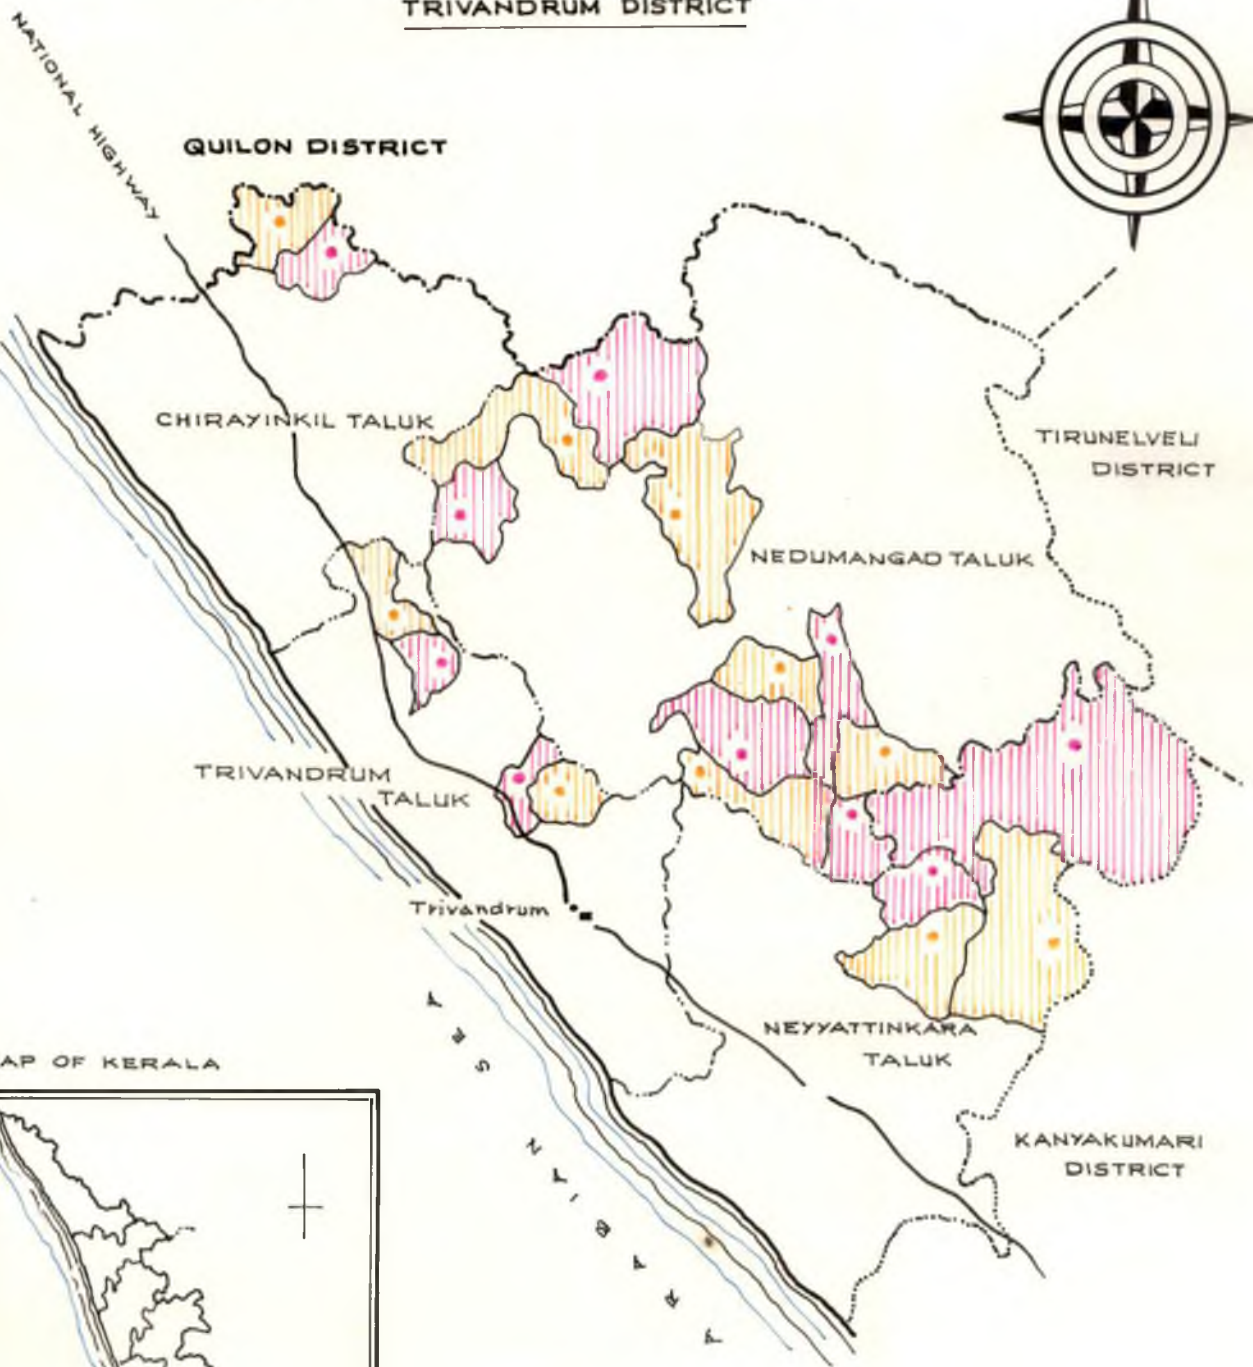 TRIVANDRUM DISTRICT
NATIONAL HIGHWAY
QUILON DISTRICT
CHIRAYINKIL TALUK
TIRUNELVELI
DISTRICT
NEDUMANGAD TALUK
TRIVANDRUM
TALUK
Trivandrum
NEYYATTINKARA
TALUK
ARABIAN SEA
KANYAKUMARI
DISTRICT
AP OF KERALA